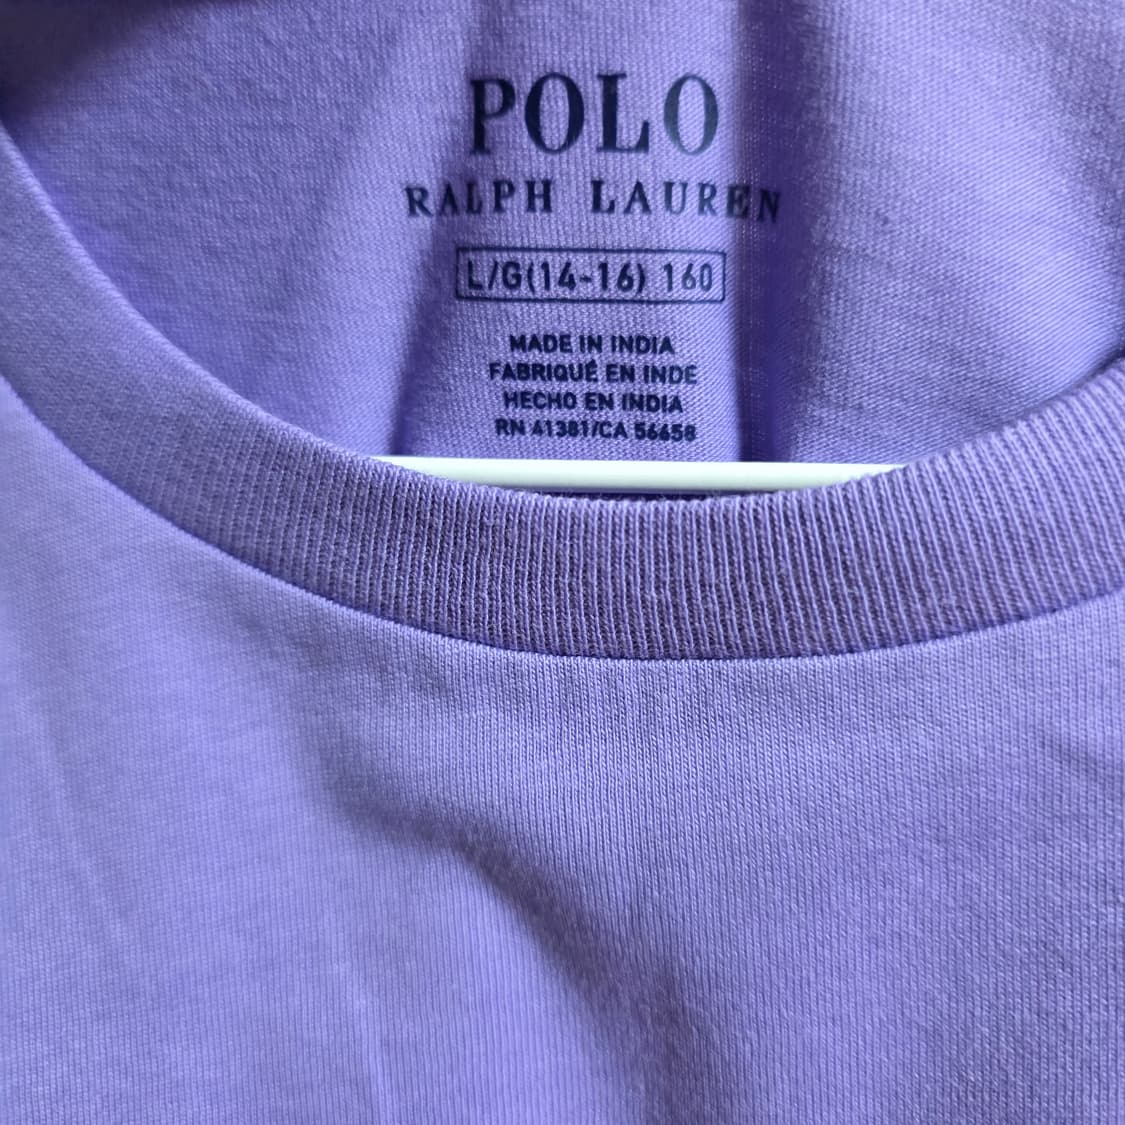 POLO
RALPH LAUREN
L/G(14-16) 160
MADE IN INDIA
FABRIQUÉ EN INDE
HECHO EN INDIA
RN 41381/CA 56658